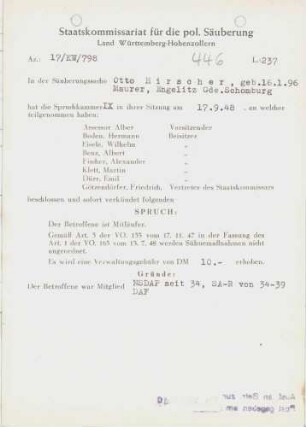 Staatskommissariat für die pol. Säuberung
Land Württemberg-Hohenzollern
Az.: 17/KW/798
446
L-237
In der Säuberungssache Otto Hirscher, geb.16.1.96
Maurer, Engelitz Gde.Schomburg
hat die Spruchkammer IX in ihrer Sitzung am 17.9.48 , an welcher
teilgenommen haben:
Assessor Alber Vorsitzender
Boden, Hermann Beisitzer
Eisele, Wilhelm "
Benz, Albert "
Finker, Alexander "
Klett, Martin "
Dürr, Emil "
Götzendörfer, Friedrich, Vertreter des Staatskommissars
beschlossen und sofort verkündet folgenden
SPRUCH:
Der Betroffene ist Mitläufer.
Gemäß Art. 5 der VO. 133 vom 17. 11. 47 in der Fassung des
Art. 1 der VO. 165 vom 13. 7. 48 werden Sühnemaßnahmen nicht
angeordnet.
Es wird eine Verwaltungsgebühr von DM 10.- erhoben.
Gründe:
Der Betroffene war Mitglied NSDAP seit 34, SA-R von 34-39
DAF